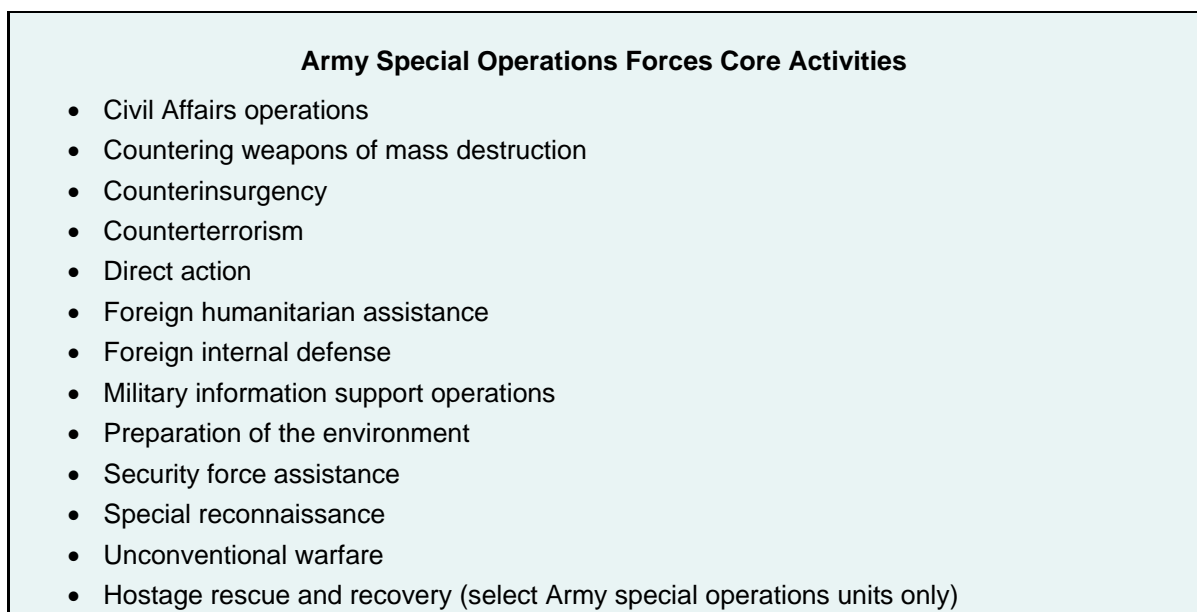 Army Special Operations Forces Core Activities
• Civil Affairs operations
• Countering weapons of mass destruction
• Counterinsurgency
• Counterterrorism
• Direct action
• Foreign humanitarian assistance
• Foreign internal defense
• Military information support operations
• Preparation of the environment
• Security force assistance
• Special reconnaissance
• Unconventional warfare
• Hostage rescue and recovery (select Army special operations units only)